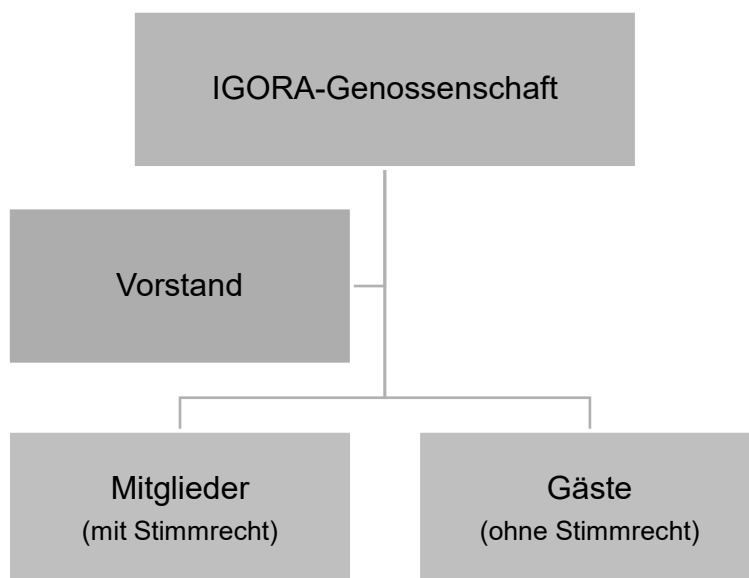 IGORA-Genossenschaft
Vorstand
Mitglieder
(mit Stimmrecht)
Gäste
(ohne Stimmrecht)